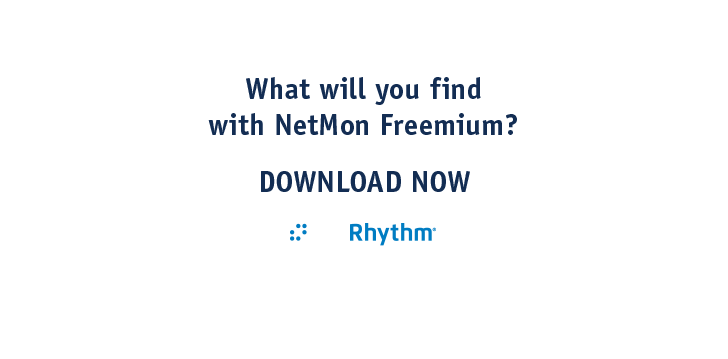 What will you find
with NetMon Freemium?
DOWNLOAD NOW
Rhythm®